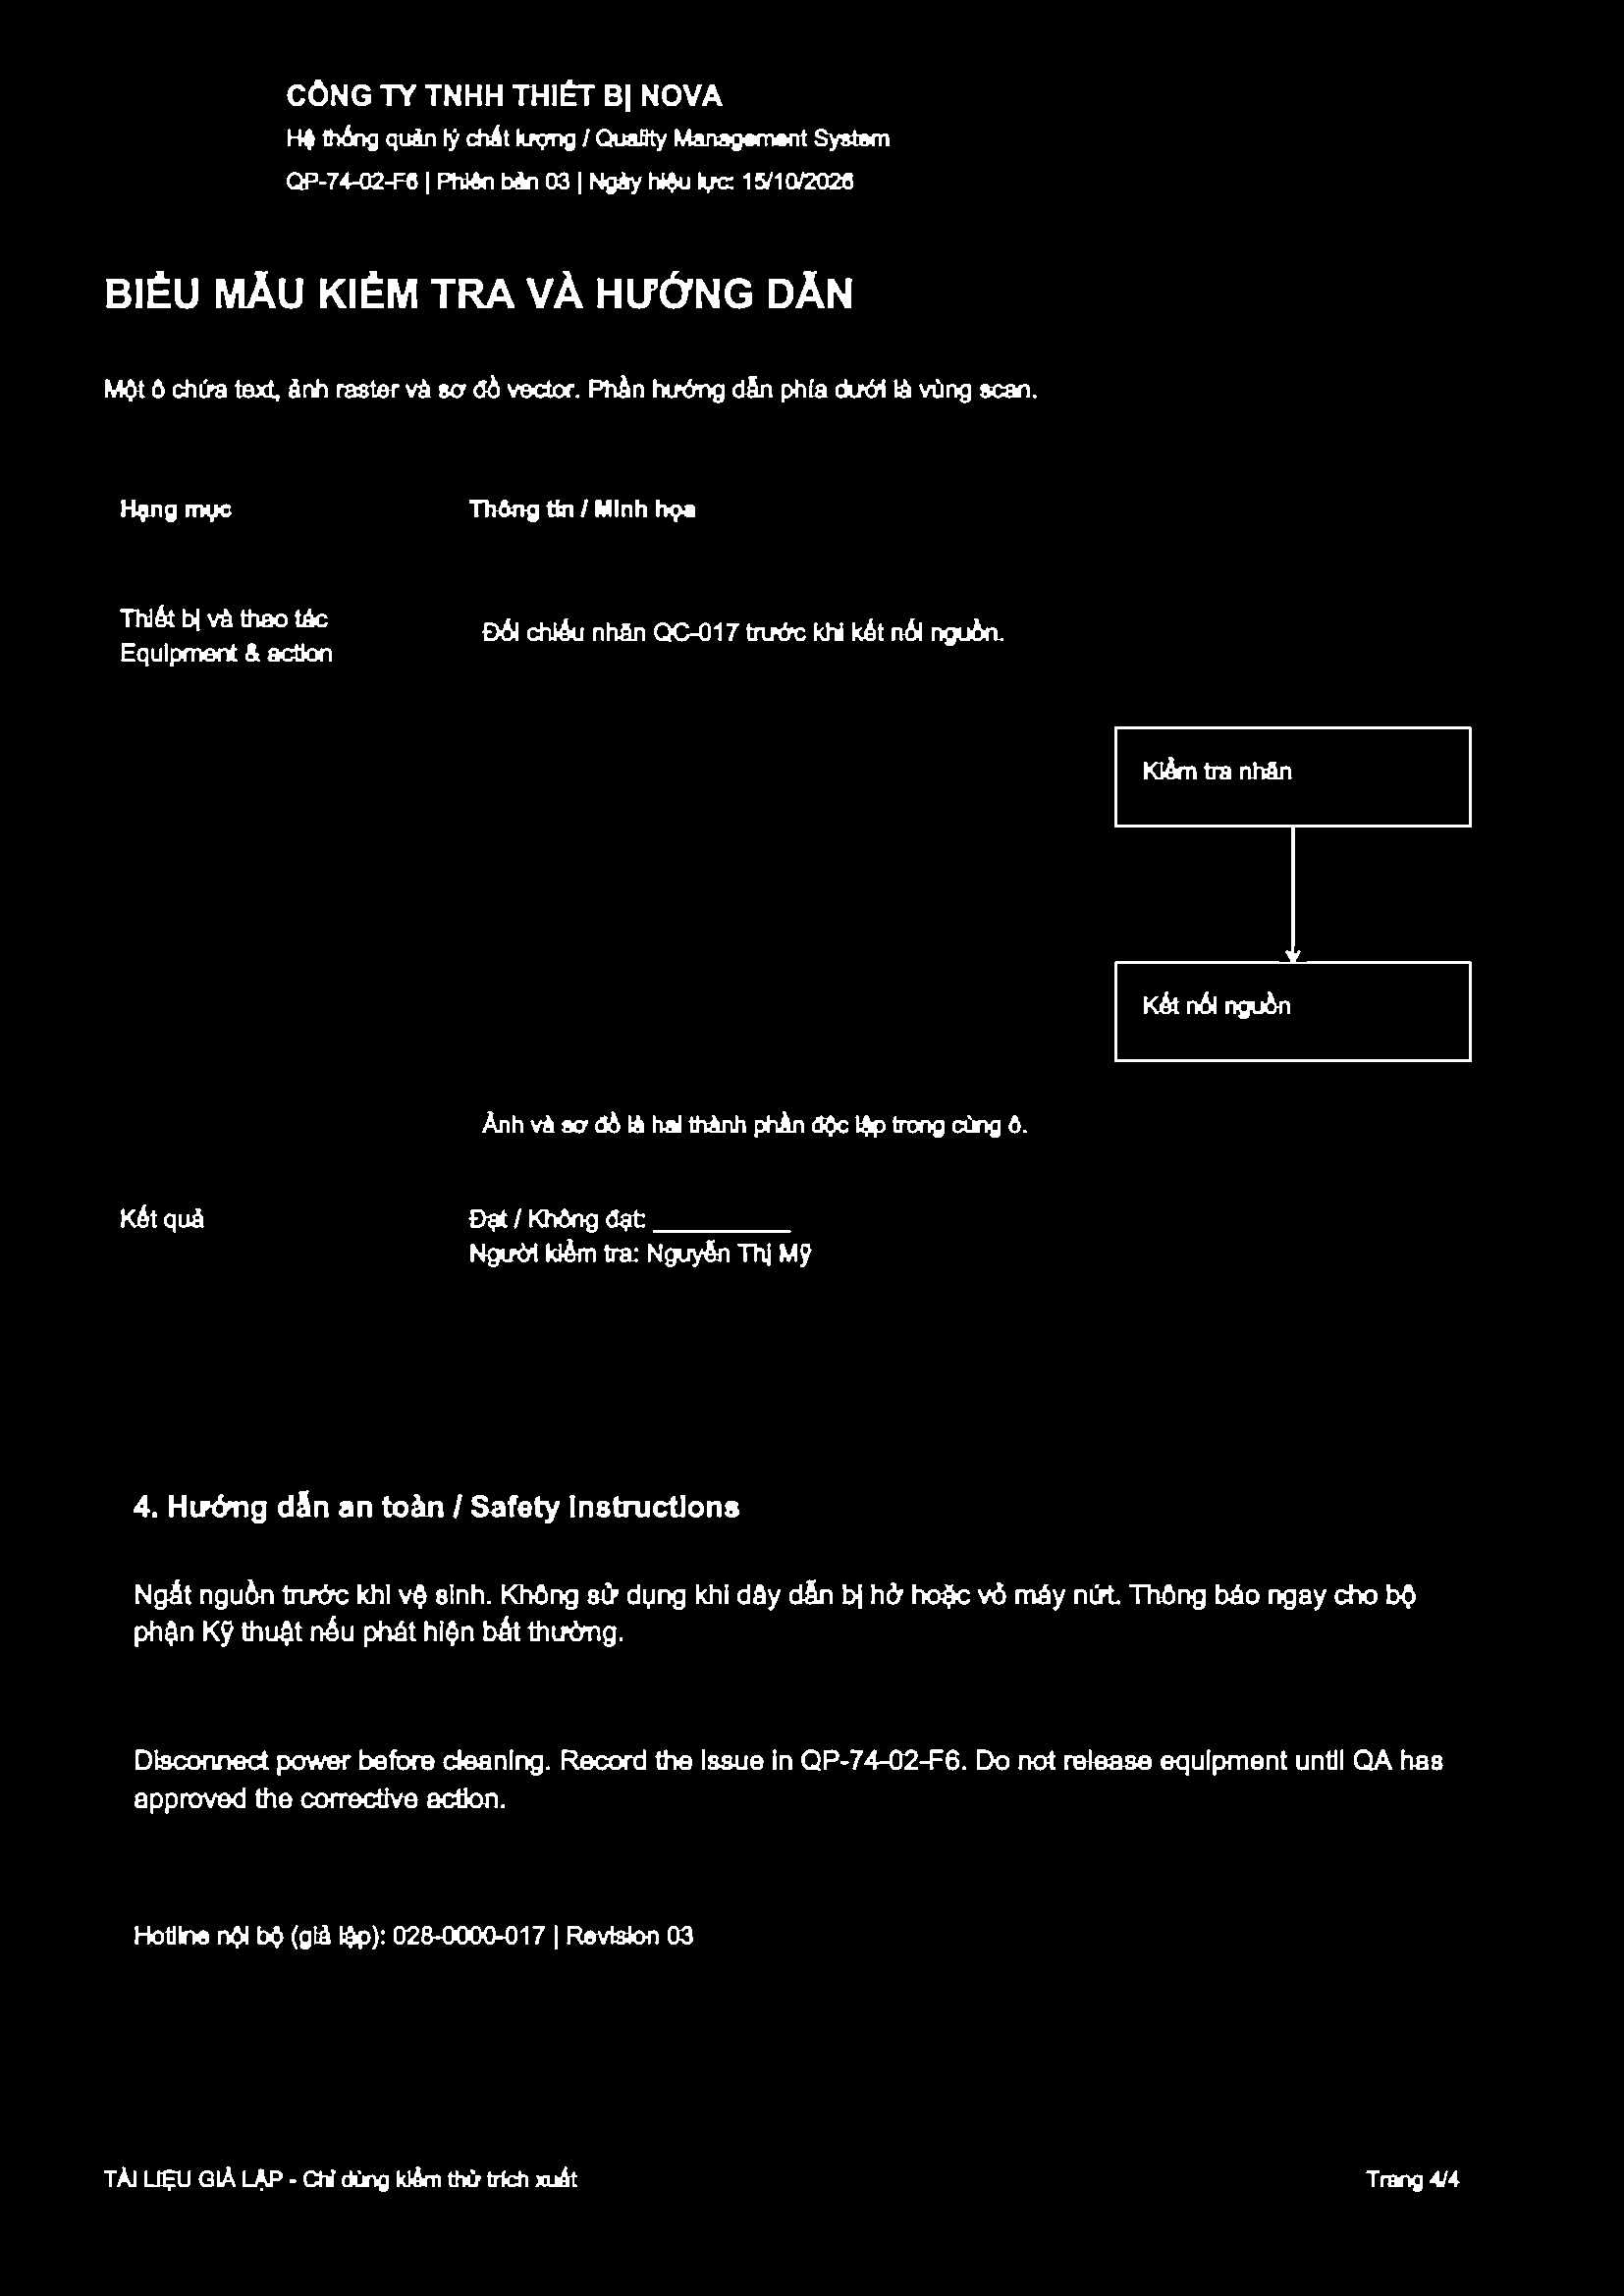 CÔNG TY TNHH THIẾT BỊ NOVA
Hệ thống quản lý chất lượng / Quality Management System
QP-74-02-F6 | Phiên bản 03 | Ngày hiệu lực: 15/10/2026
BIỂU MẪU KIỂM TRA VÀ HƯỚNG DẪN
Một ô chứa text, ảnh raster và sơ đồ vector. Phần hướng dẫn phía dưới là vùng scan.
Hạng mục
Thông tin / Minh họa
Thiết bị và thao tác
Equipment & action
Đối chiếu nhãn QC-017 trước khi kết nối nguồn.
Kiểm tra nhãn
Kết nối nguồn
Ảnh và sơ đồ là hai thành phần độc lập trong cùng ô.
Kết quả
Đạt / Không đạt: __________
Người kiểm tra: Nguyễn Thị Mỹ
4. Hướng dẫn an toàn / Safety instructions
Ngắt nguồn trước khi vệ sinh. Không sử dụng khi dây dẫn bị hở hoặc vỏ máy nứt. Thông báo ngay cho bộ
phận Kỹ thuật nếu phát hiện bất thường.
Disconnect power before cleaning. Record the issue in QP-74-02-F6. Do not release equipment until QA has
approved the corrective action.
Hotline nội bộ (giả lập): 028-0000-017 | Revision 03
TÀI LIỆU GIẢ LẬP - Chỉ dùng kiểm thử trích xuất
Trang 4/4